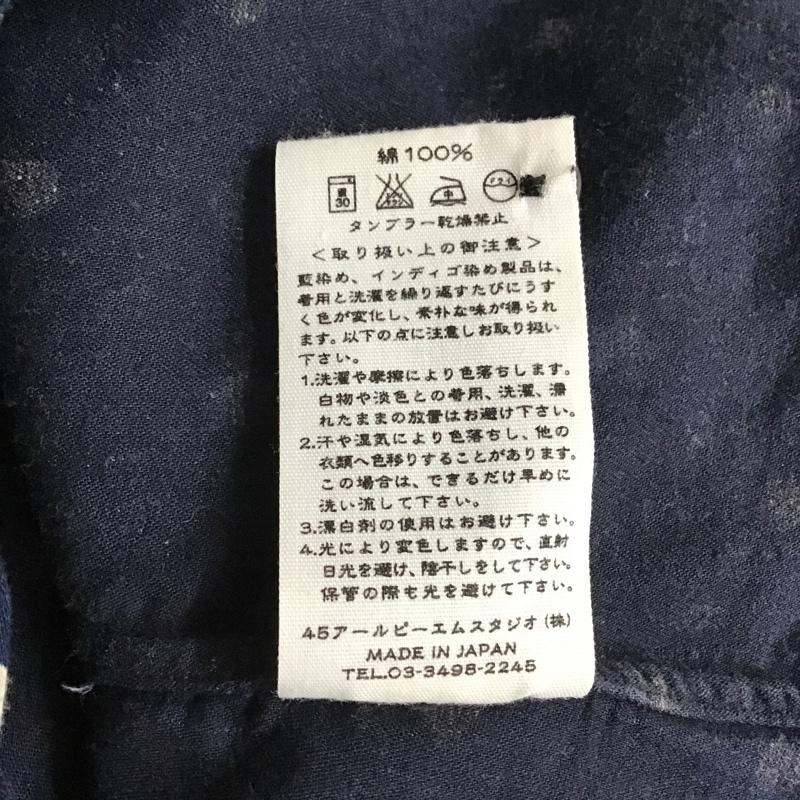 綿100%
弱 30 エンソ サラシ 中 ドライ
タンブラー乾燥禁止
<取り扱い上の御注意>
藍染め、インディゴ染め製品は、
着用と洗濯を繰り返すたびにうす
く色が変化し、素朴な味が得られ
ます。以下の点に注意しお取り扱い
下さい。
1.洗濯や摩擦により色落ちします。
白物や淡色との着用、洗濯、濡
れたままの放置はお避け下さい。
2.汗や湿気により色落ちし、他の
衣類へ色移りすることがあります。
この場合は、できるだけ早めに
洗い流して下さい。
3.漂白剤の使用はお避け下さい。
4.光により変色しますので、直射
日光を避け、陰干しをして下さい。
保管の際も光を避けて下さい。
45アールピーエムスタジオ(株)
MADE IN JAPAN
TEL.03-3498-2245